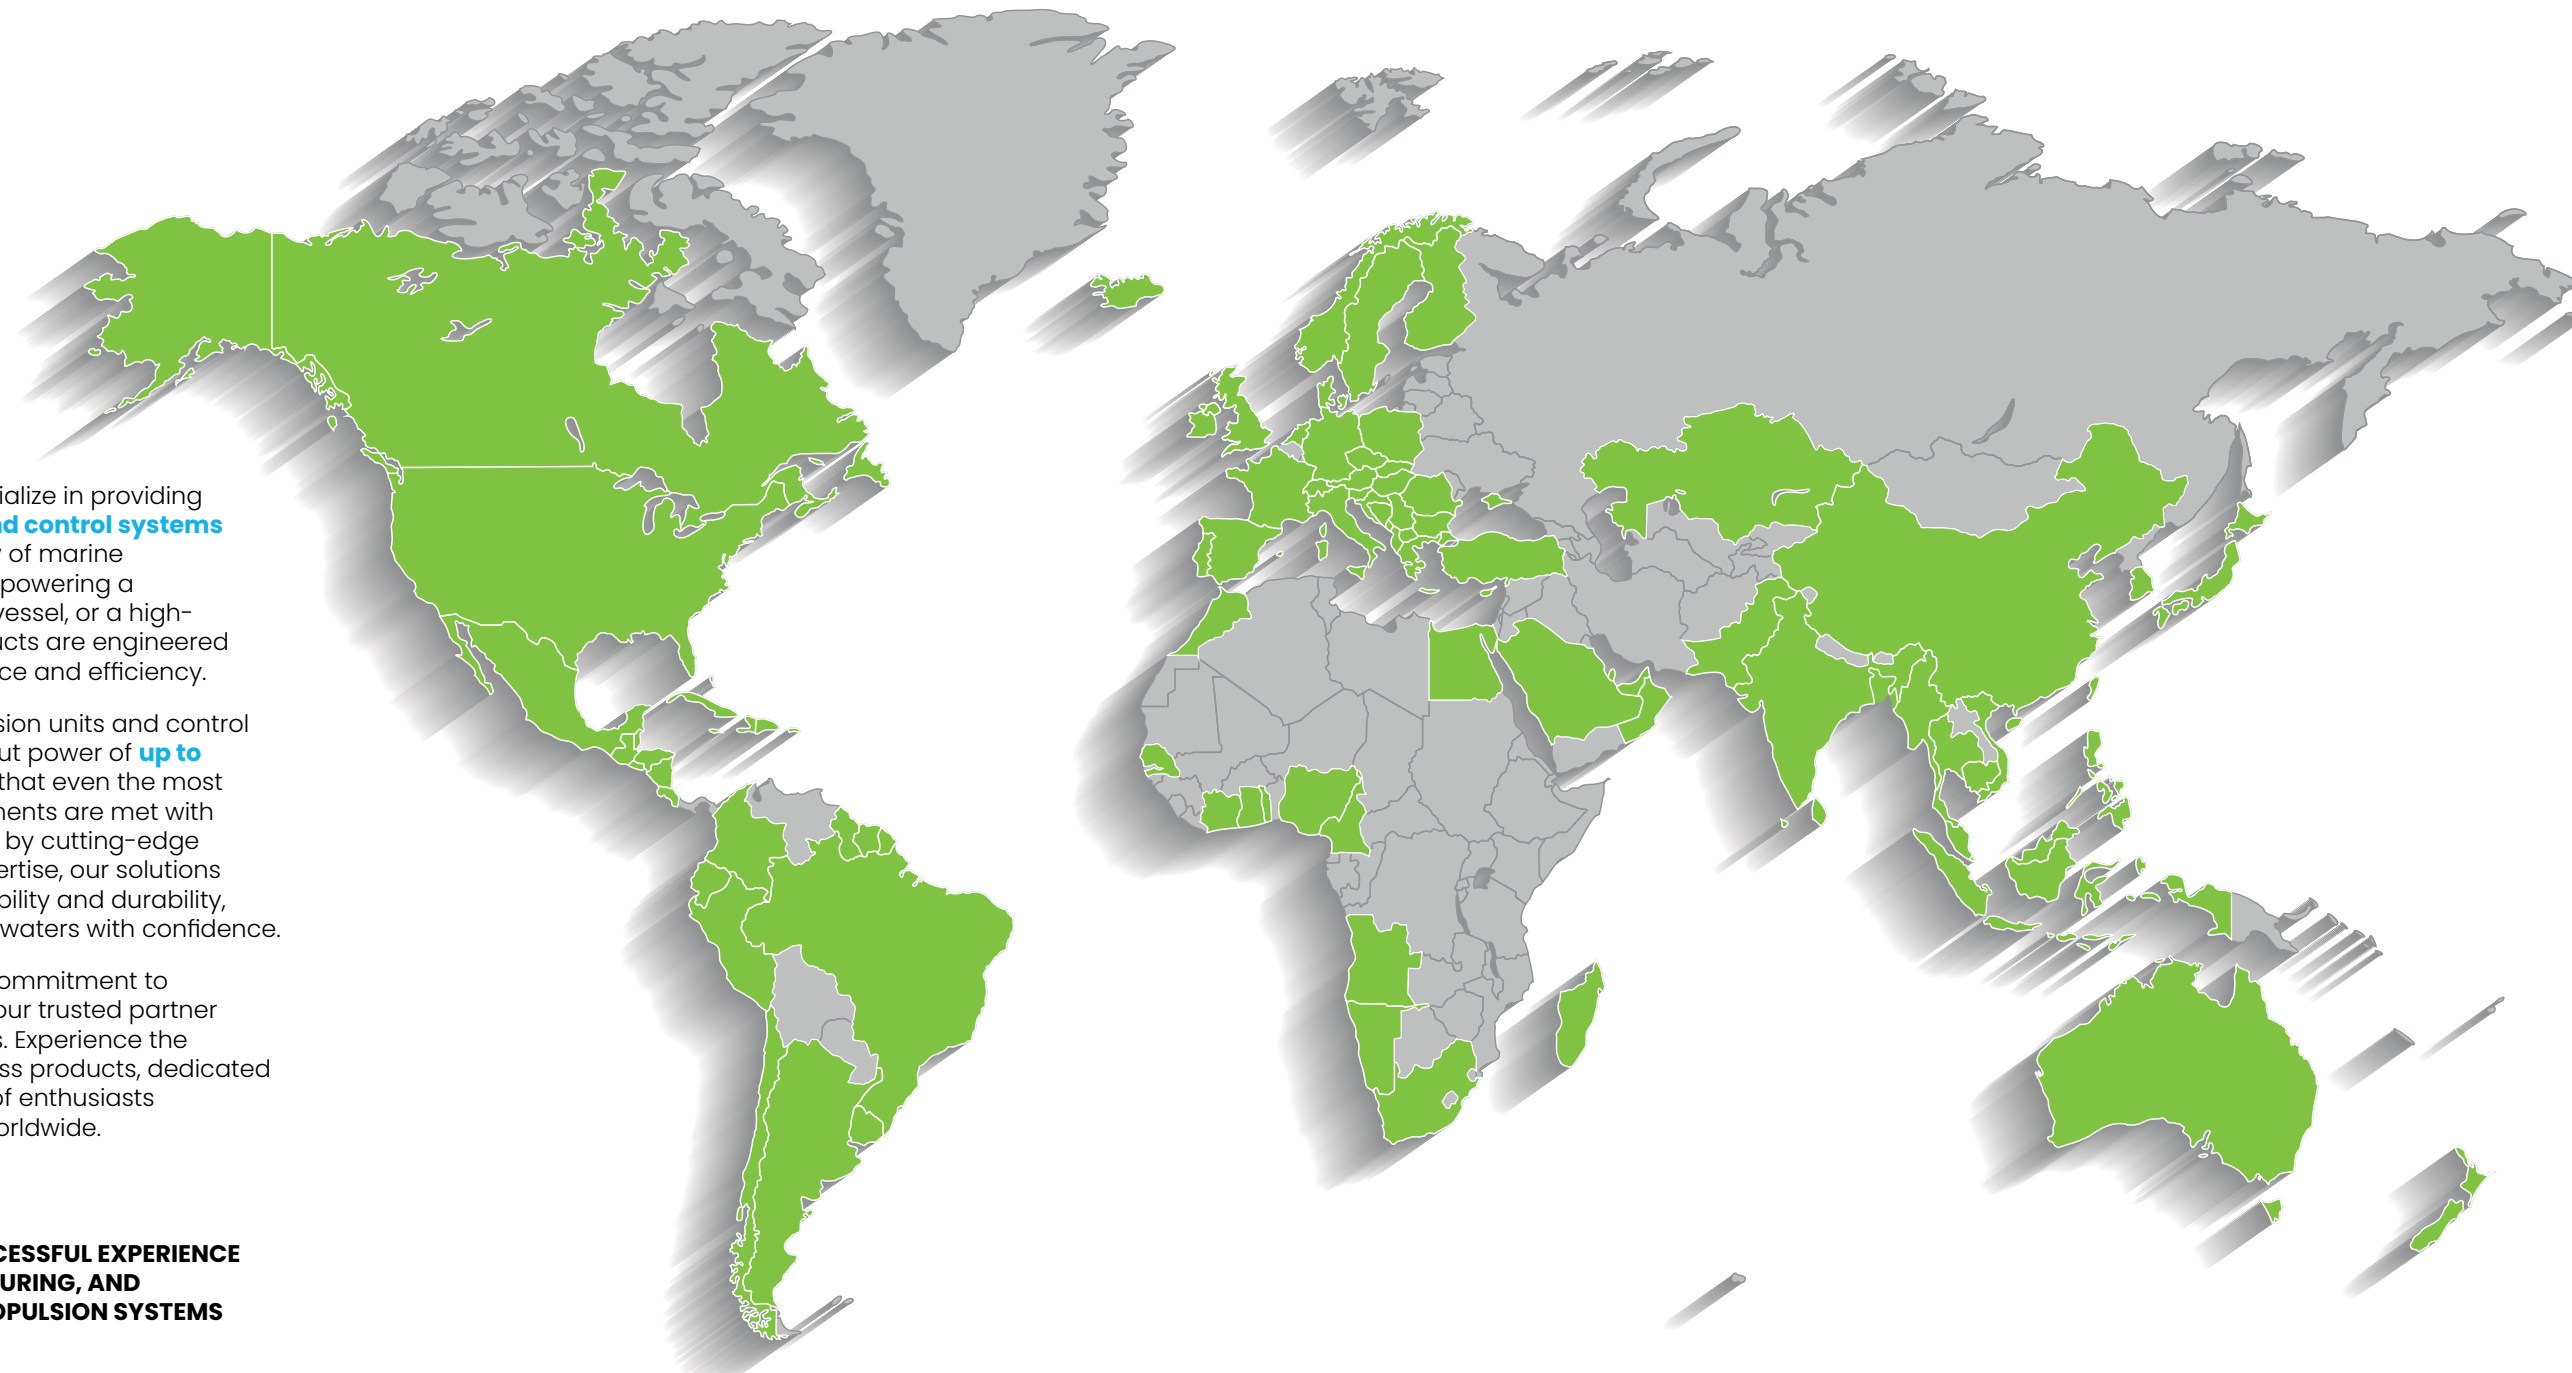 ialize in providing
nd control systems
of marine
powering a
vessel, or a high-
ucts are engineered
ce and efficiency.
sion units and control
ut power of up to
that even the most
nents are met with
by cutting-edge
ertise, our solutions
bility and durability,
waters with confidence.
ommitment to
our trusted partner
s. Experience the
ss products, dedicated
of enthusiasts
orldwide.
CESSFUL EXPERIENCE
URING, AND
OPULSION SYSTEMS